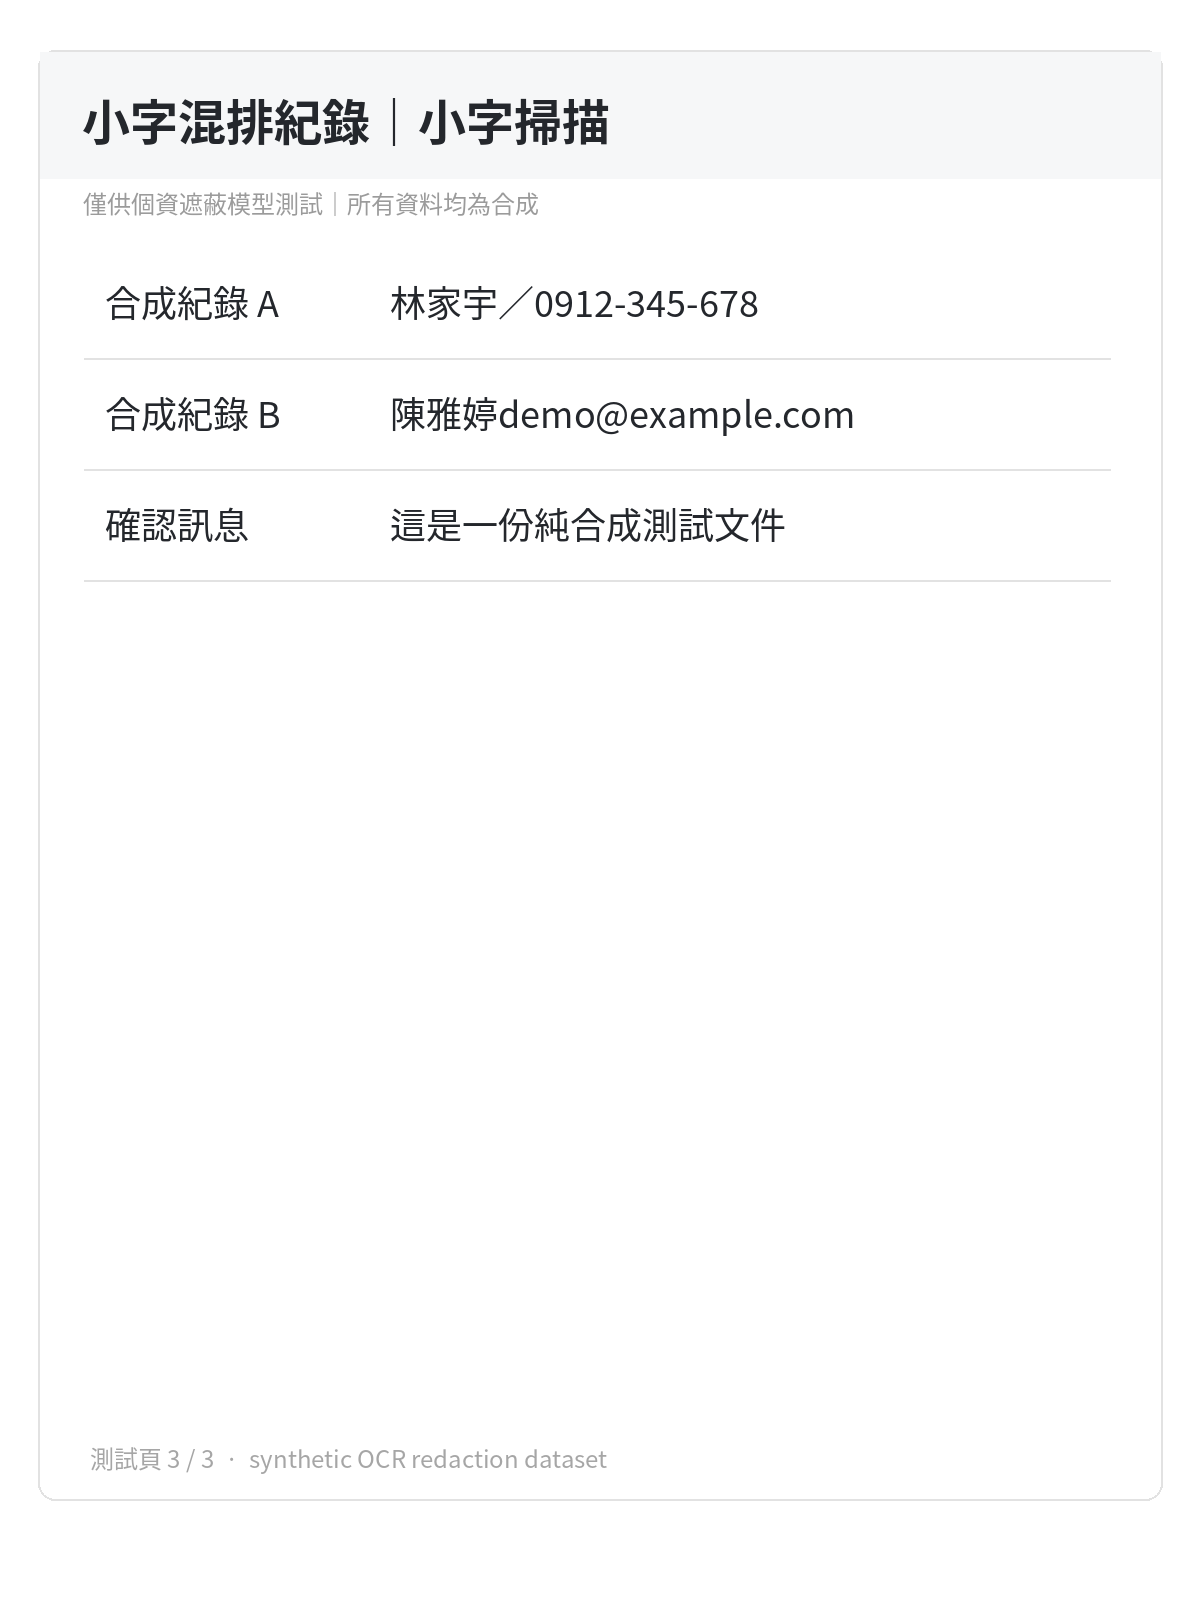 小字混排紀錄｜小字掃描
僅供個資遮蔽模型測試｜所有資料均為合成
合成紀錄 A 林家宇／0912-345-678
合成紀錄 B 陳雅婷demo@example.com
確認訊息 這是一份純合成測試文件
測試頁 3 / 3 · synthetic OCR redaction dataset